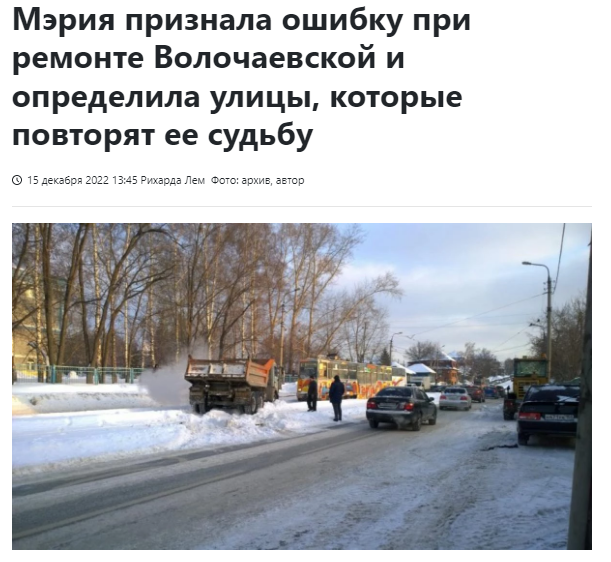 Мэрия признала ошибку при
ремонте Волочаевской и
определила улицы, которые
повторят ее судьбу
15 декабря 2022 13:45 Рихарда Лем Фото: архив, автор